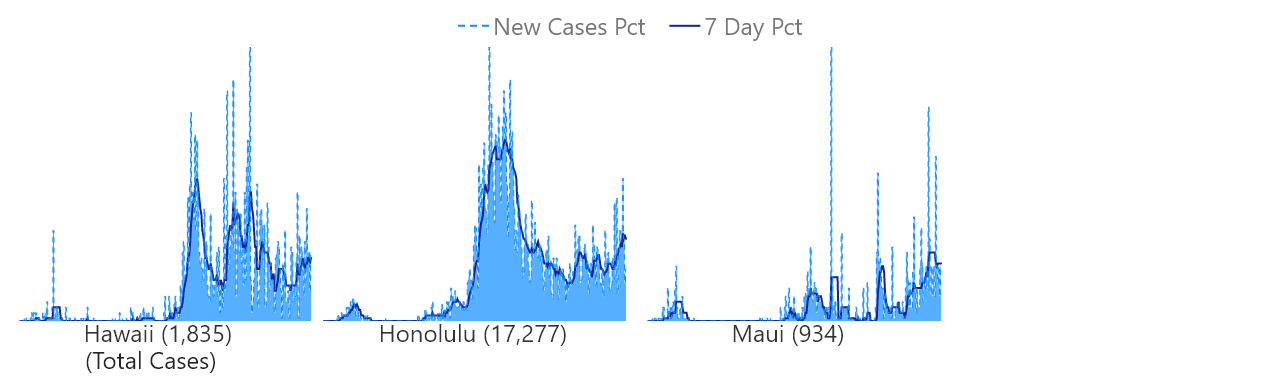 New Cases Pct 7 Day Pct
Hawaii (1,835) Honolulu (17,277) Maui (934)
(Total Cases)